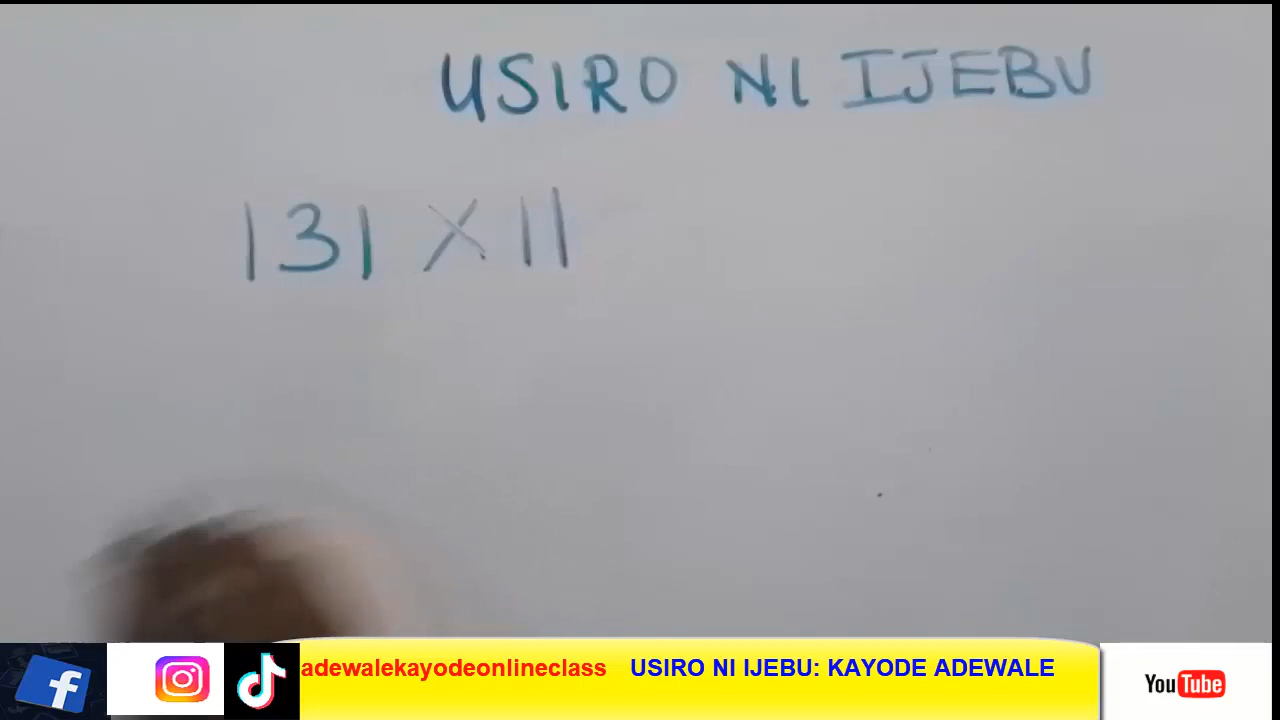 USIRO NI IJEBU
131 X 11
adewalekayodeonlineclass USIRO NI IJEBU: KAYODE ADEWALE
YouTube